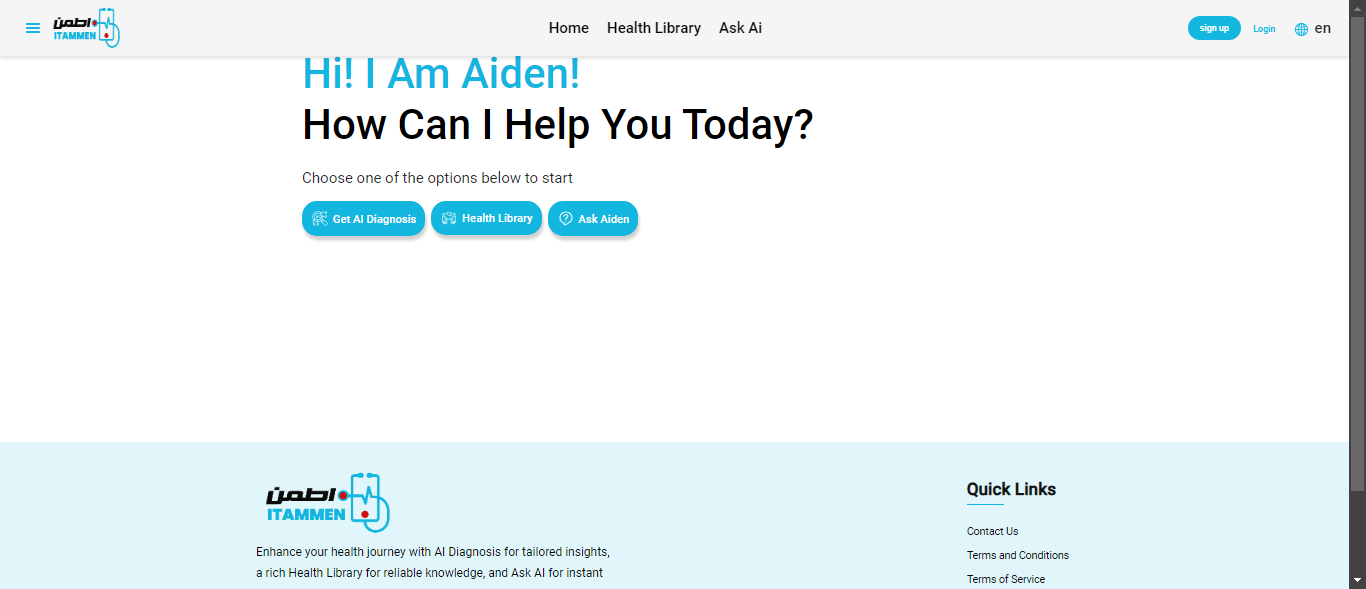 اطمن
ITAMMEN
Home Health Library Ask Ai
sign up Login en
Hi! I Am Aiden!
How Can I Help You Today?
Choose one of the options below to start
Get AI Diagnosis Health Library Ask Aiden
اطمن
ITAMMEN
Enhance your health journey with AI Diagnosis for tailored insights,
a rich Health Library for reliable knowledge, and Ask AI for instant
Quick Links
Contact Us
Terms and Conditions
Terms of Service